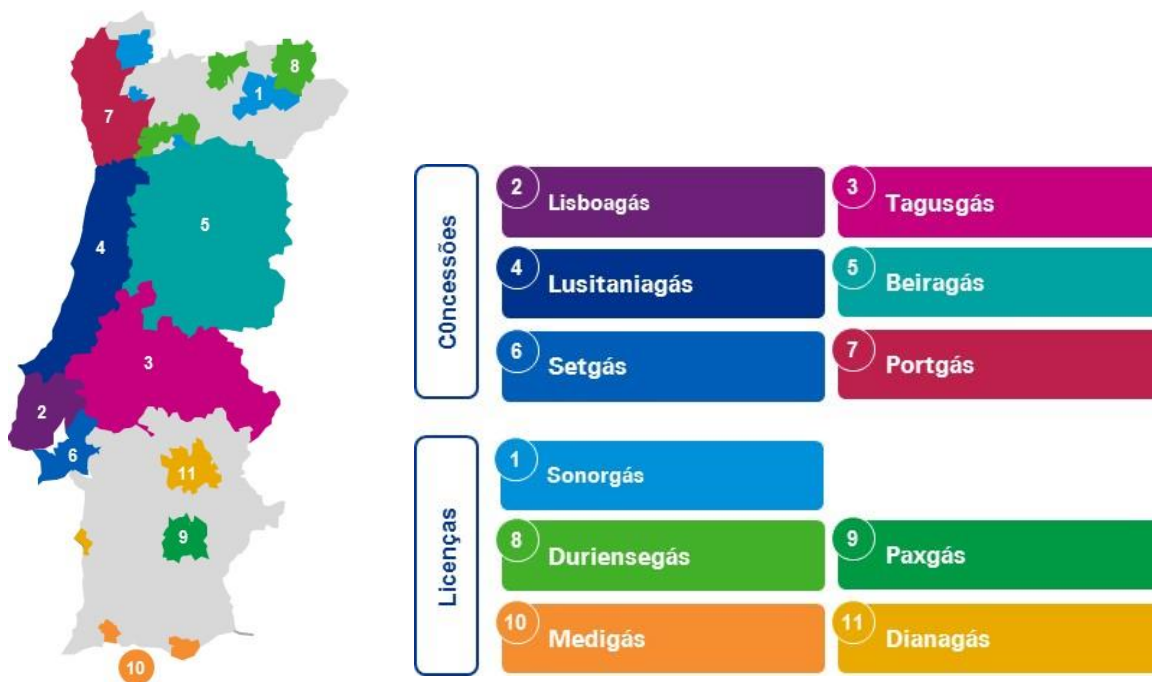 8
1
7
5
4
3
2
6
11
9
10
C0ncessões
2 Lisboagás
3 Tagusgás
4 Lusitaniagás
5 Beiragás
6 Setgás
7 Portgás
Licenças
1 Sonorgás
8 Duriensegás
9 Paxgás
10 Medigás
11 Dianagás